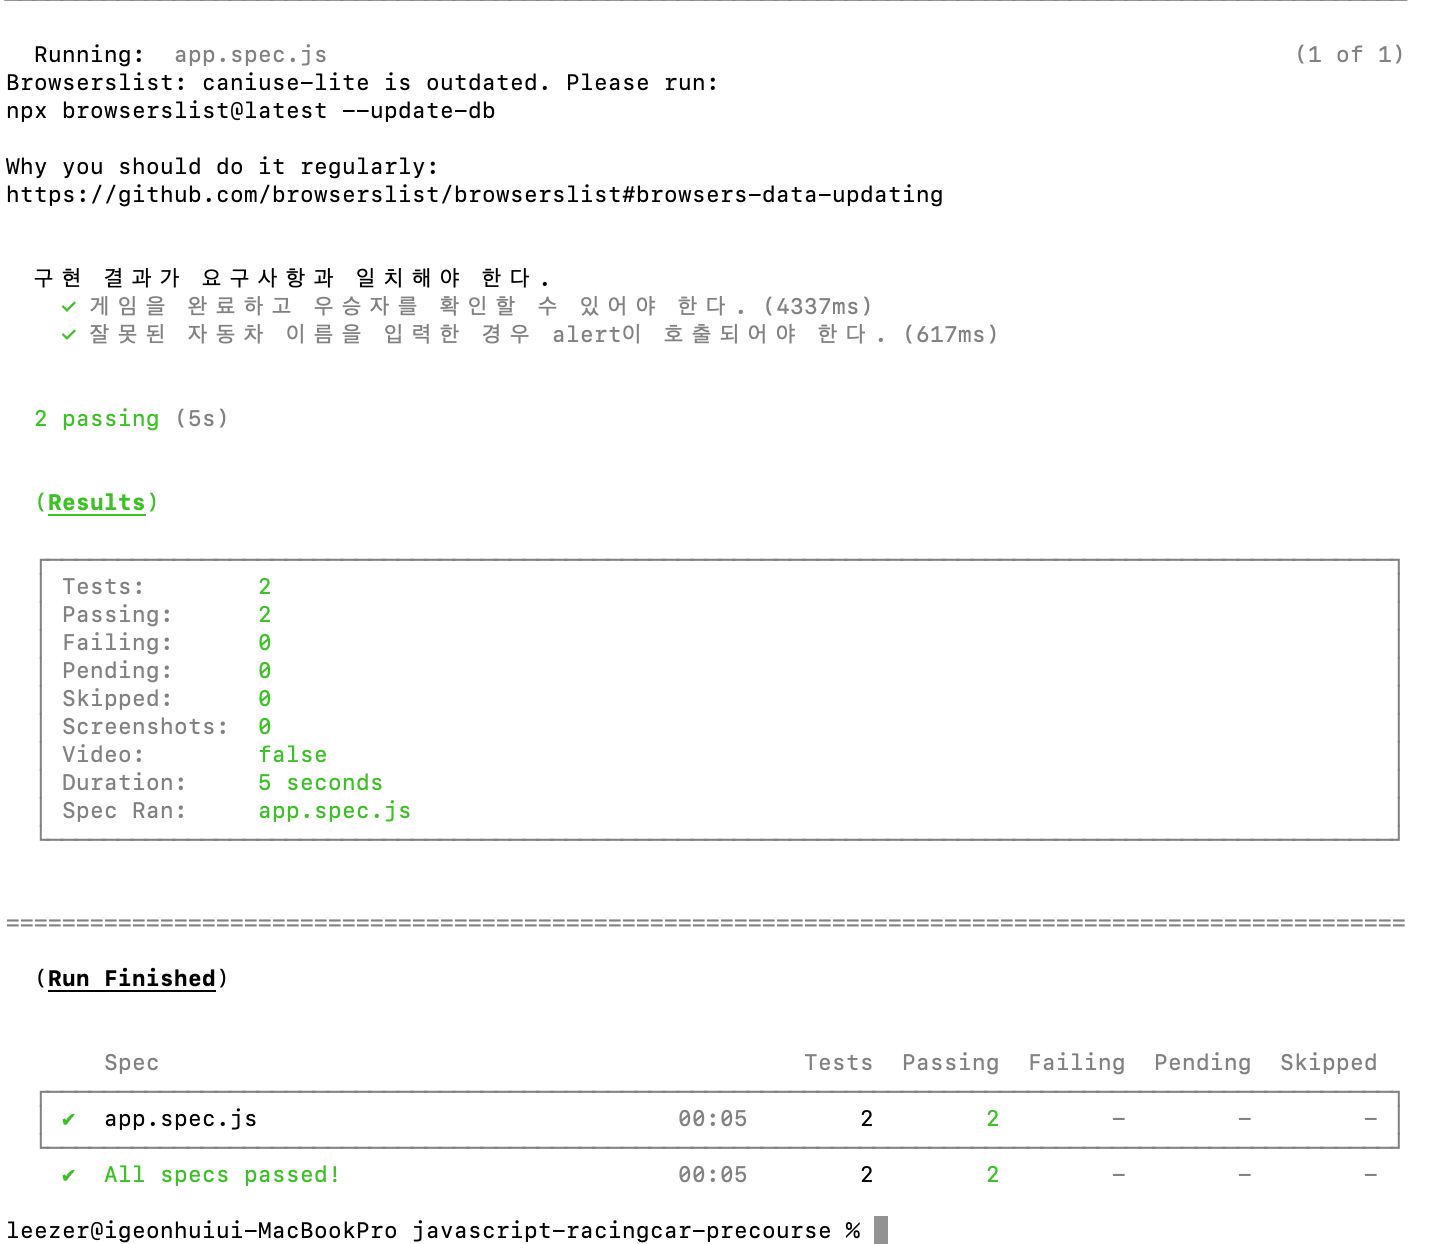 Running:  app.spec.js                                                                     (1 of 1)
Browserslist: caniuse-lite is outdated. Please run:
npx browserslist@latest --update-db
Why you should do it regularly:
https://github.com/browserslist/browserslist#browsers-data-updating
구현 결과가 요구사항과 일치해야 한다.
✓ 게임을 완료하고 우승자를 확인할 수 있어야 한다. (4337ms)
✓ 잘못된 자동차 이름을 입력한 경우 alert이 호출되어야 한다. (617ms)
2 passing (5s)
(Results)
Tests:        2
Passing:      2
Failing:      0
Pending:      0
Skipped:      0
Screenshots:  0
Video:        false
Duration:     5 seconds
Spec Ran:     app.spec.js
====================================================================================================
(Run Finished)
Spec                                              Tests  Passing  Failing  Pending  Skipped
✔  app.spec.js                              00:05        2        2        -        -        -
✔  All specs passed!                        00:05        2        2        -        -        -
leezer@igeonhuiui-MacBookPro javascript-racingcar-precourse %